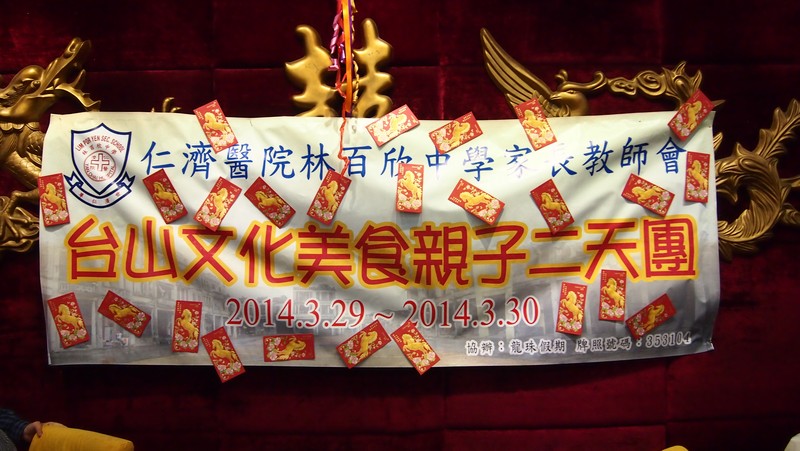 仁濟醫院林百欣中學家長教師會
台山文化美食親子二天團
2014.3.29 ~ 2014.3.30
協辦：龍珠假期 牌照號碼：353104